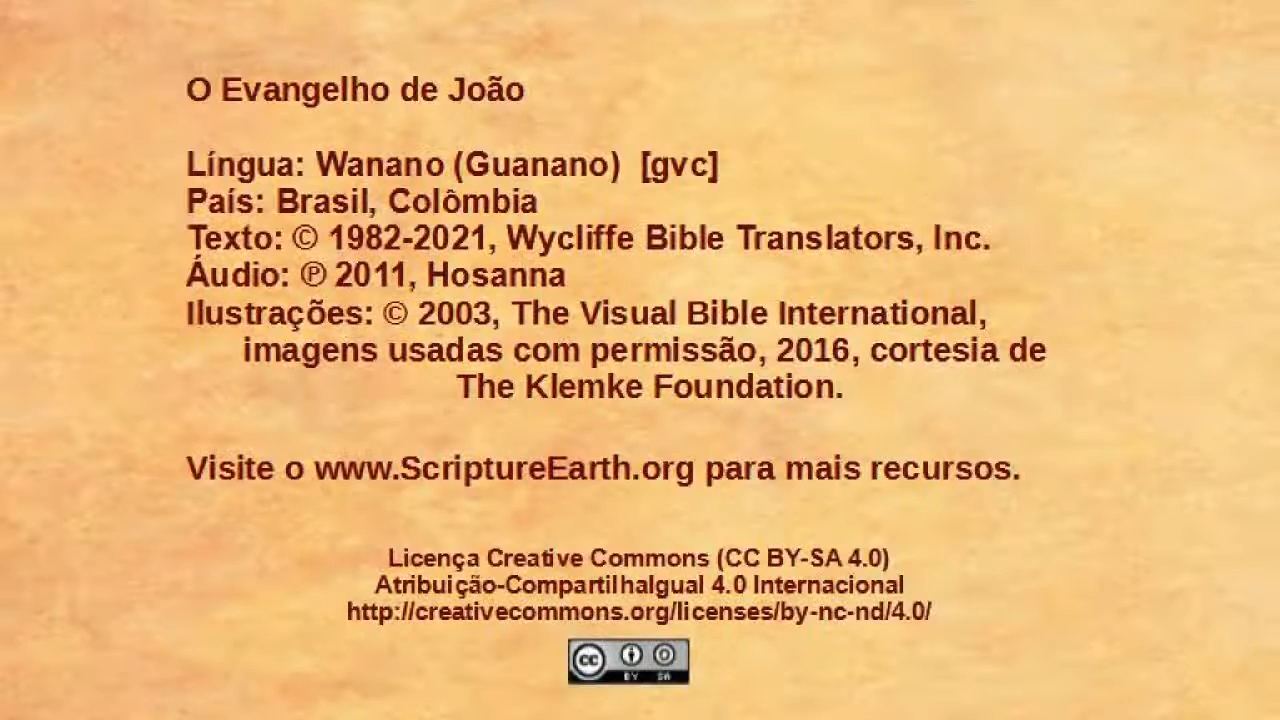 O Evangelho de João
Língua: Wanano (Guanano) [gvc]
País: Brasil, Colômbia
Texto: © 1982-2021, Wycliffe Bible Translators, Inc.
Áudio: ℗ 2011, Hosanna
Ilustrações: © 2003, The Visual Bible International,
imagens usadas com permissão, 2016, cortesia de
The Klemke Foundation.
Visite o www.ScriptureEarth.org para mais recursos.
Licença Creative Commons (CC BY-SA 4.0)
Atribuição-CompartilhaIgual 4.0 Internacional
http://creativecommons.org/licenses/by-nc-nd/4.0/
cc BY SA